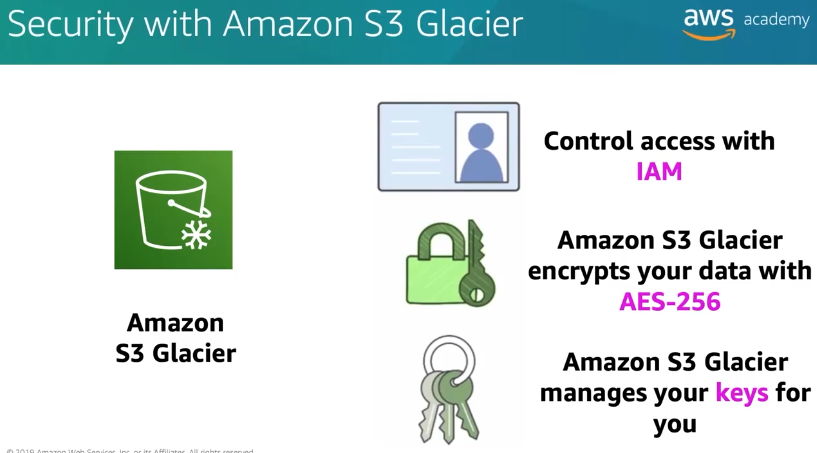 Security with Amazon S3 Glacier
aws academy
Control access with
IAM
Amazon S3 Glacier
encrypts your data with
AES-256
Amazon
S3 Glacier
Amazon S3 Glacier
manages your keys for
you
© 2019 Amazon Web Services, Inc. or its Affiliates. All rights reserved.